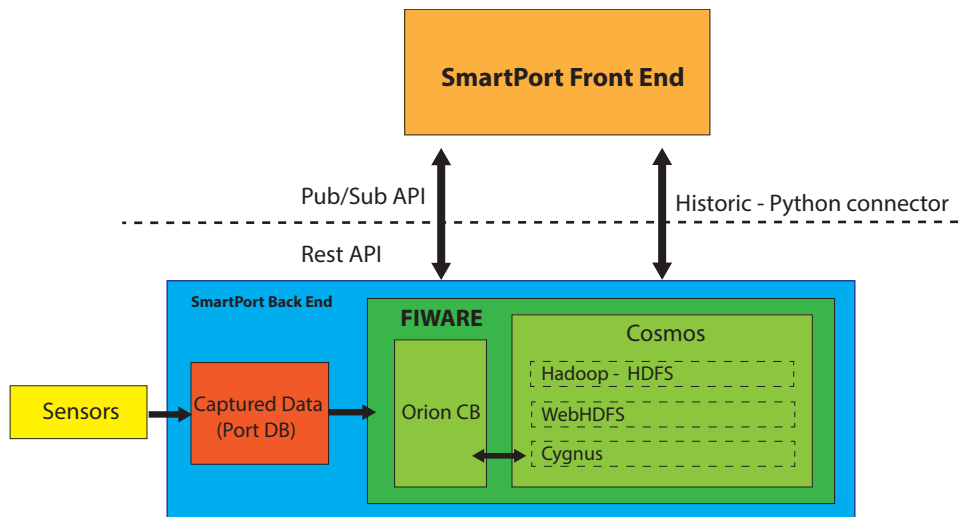 SmartPort Front End
Pub/Sub API
Historic - Python connector
Rest API
SmartPort Back End
FIWARE
Cosmos
Hadoop - HDFS
Sensors
Captured Data
(Port DB)
Orion CB
WebHDFS
Cygnus